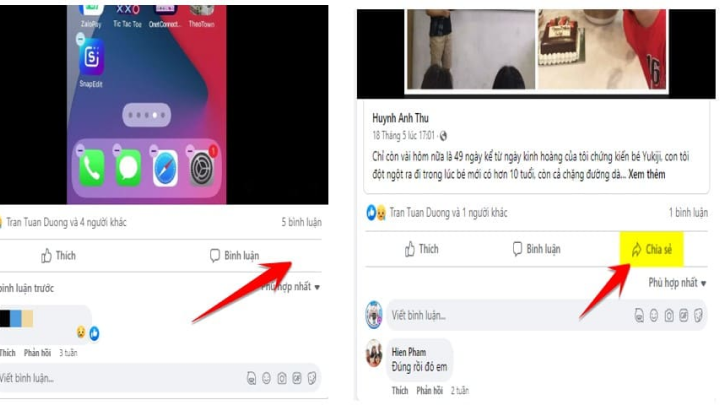 ZaloPay
Tic Tac Toe
OnetConnect...
TheoTown
SnapEdit
1
Tran Tuan Duong và 4 người khác
5 bình luận
Thích
Bình luận
bình luận trước
Phù hợp nhất
Thích Phản hồi 3 tuần
Viết bình luận...
Huynh Anh Thu
18 Tháng 5 lúc 17:01
Chỉ còn vài hôm nữa là 49 ngày kể từ ngày kinh hoàng của tôi chứng kiến bé Yukiji, con tôi
đột ngột ra đi trong lúc bé mới có hơn 10 tuổi, còn cả chặng đường dà... Xem thêm
Tran Tuan Duong và 1 người khác
1 bình luận
Thích
Bình luận
Chia sẻ
Phù hợp nhất
Viết bình luận...
Hien Pham
Đúng rồi đó em
Thích Phản hồi 2 tuần